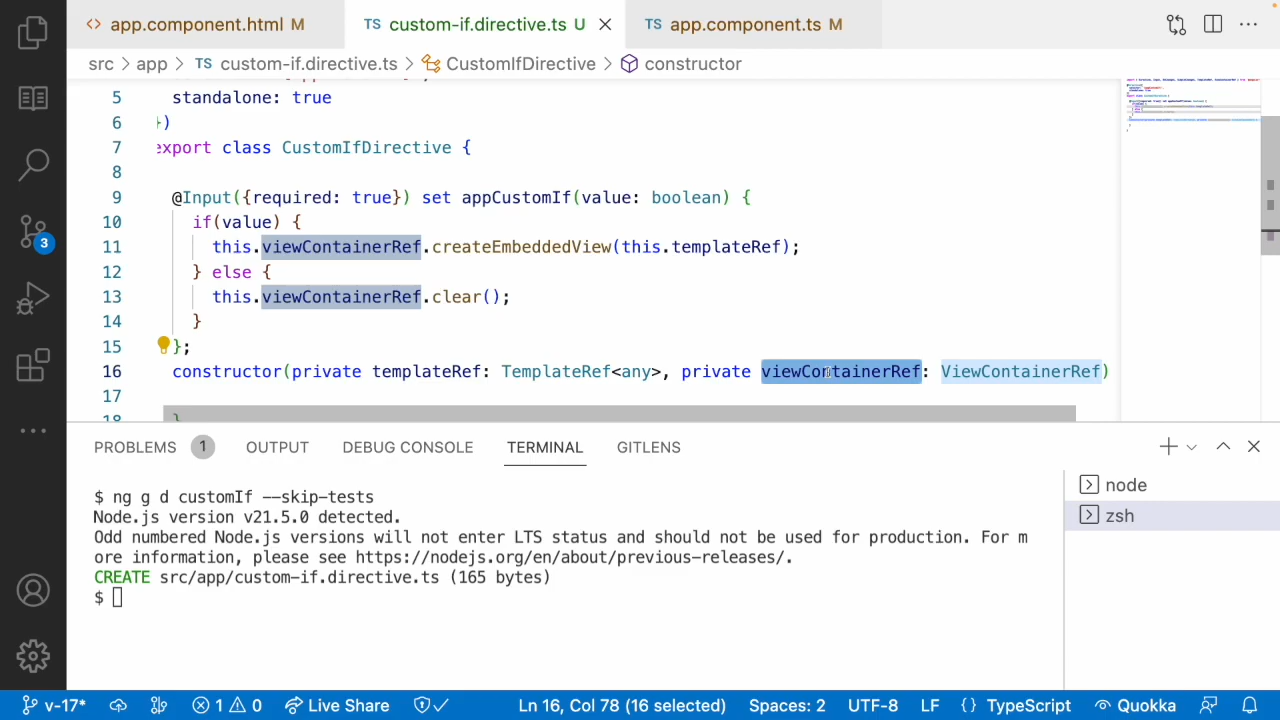 app.component.html M
TS custom-if.directive.ts U
TS app.component.ts M
src > app > TS custom-if.directive.ts > CustomIfDirective > constructor
5 standalone: true
6 })
7 export class CustomIfDirective {
8
9 @Input({required: true}) set appCustomIf(value: boolean) {
10 if(value) {
11 this.viewContainerRef.createEmbeddedView(this.templateRef);
12 } else {
13 this.viewContainerRef.clear();
14 }
15 };
16 constructor(private templateRef: TemplateRef<any>, private viewContainerRef: ViewContainerRef)
17
18 }
3
PROBLEMS 1 OUTPUT DEBUG CONSOLE TERMINAL GITLENS
$ ng g d customIf --skip-tests
Node.js version v21.5.0 detected.
Odd numbered Node.js versions will not enter LTS status and should not be used for production. For m
ore information, please see https://nodejs.org/en/about/previous-releases/.
CREATE src/app/custom-if.directive.ts (165 bytes)
$
node
zsh
v-17* 1 0 Live Share Ln 16, Col 78 (16 selected) Spaces: 2 UTF-8 LF {} TypeScript Quokka